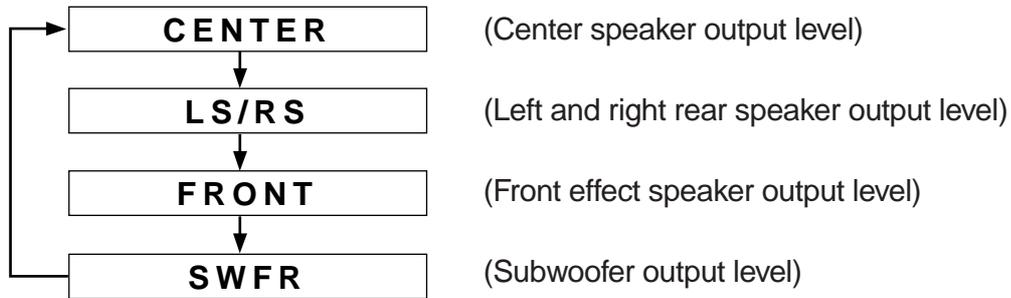 CENTER (Center speaker output level)
LS/RS (Left and right rear speaker output level)
FRONT (Front effect speaker output level)
SWFR (Subwoofer output level)